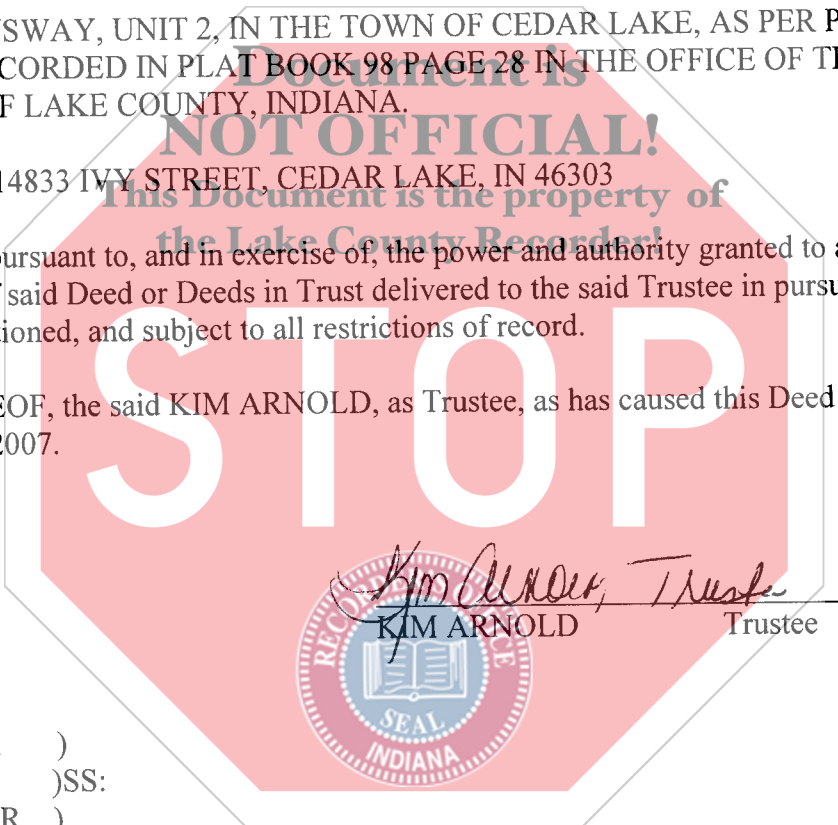 SWAY, UNIT 2, IN THE TOWN OF CEDAR LAKE, AS PER P
CORDED IN PLAT BOOK 98 PAGE 28 IN THE OFFICE OF T
F LAKE COUNTY, INDIANA.
Document is
NOT OFFICIAL!
This Document is the property of
the Lake County Recorder!
14833 IVY STREET, CEDAR LAKE, IN 46303
ursuant to, and in exercise of, the power and authority granted to a
said Deed or Deeds in Trust delivered to the said Trustee in pursu
ioned, and subject to all restrictions of record.
EOF, the said KIM ARNOLD, as Trustee, as has caused this Deed
2007.
STOP
Kim Arnold, Trustee
KIM ARNOLD Trustee
RECORDER'S OFFICE
SEAL
INDIANA
)
)SS:
R )